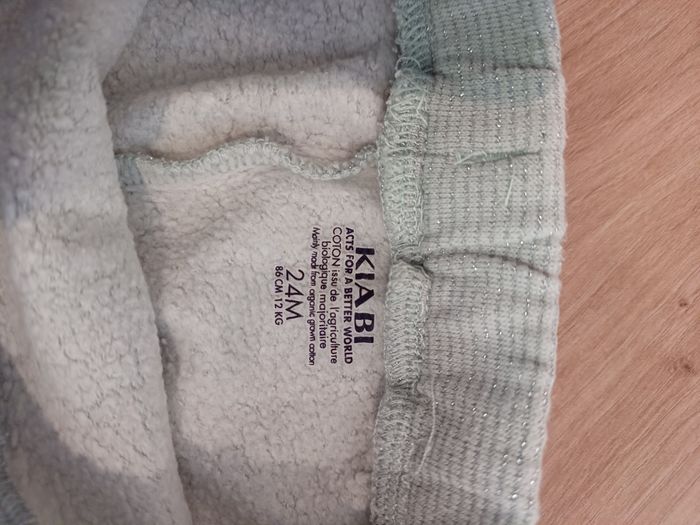 KIABI
ACTS FOR A BETTER WORLD
COTON issu de l'agriculture
biologique majoritaire
Mainly made from organic grown cotton
24M
86CM 12 KG